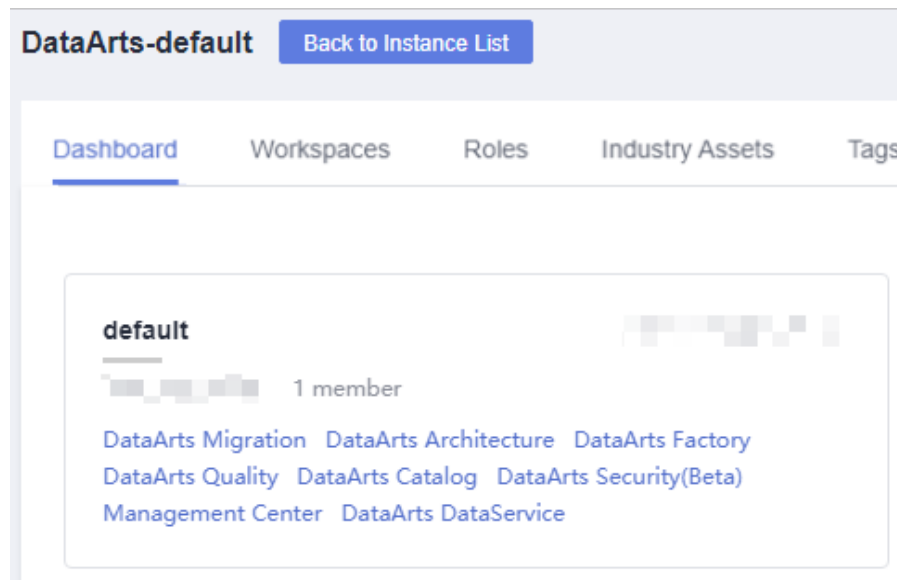 DataArts-default Back to Instance List
Dashboard Workspaces Roles Industry Assets Tags
default
1 member
DataArts Migration DataArts Architecture DataArts Factory
DataArts Quality DataArts Catalog DataArts Security(Beta)
Management Center DataArts DataService